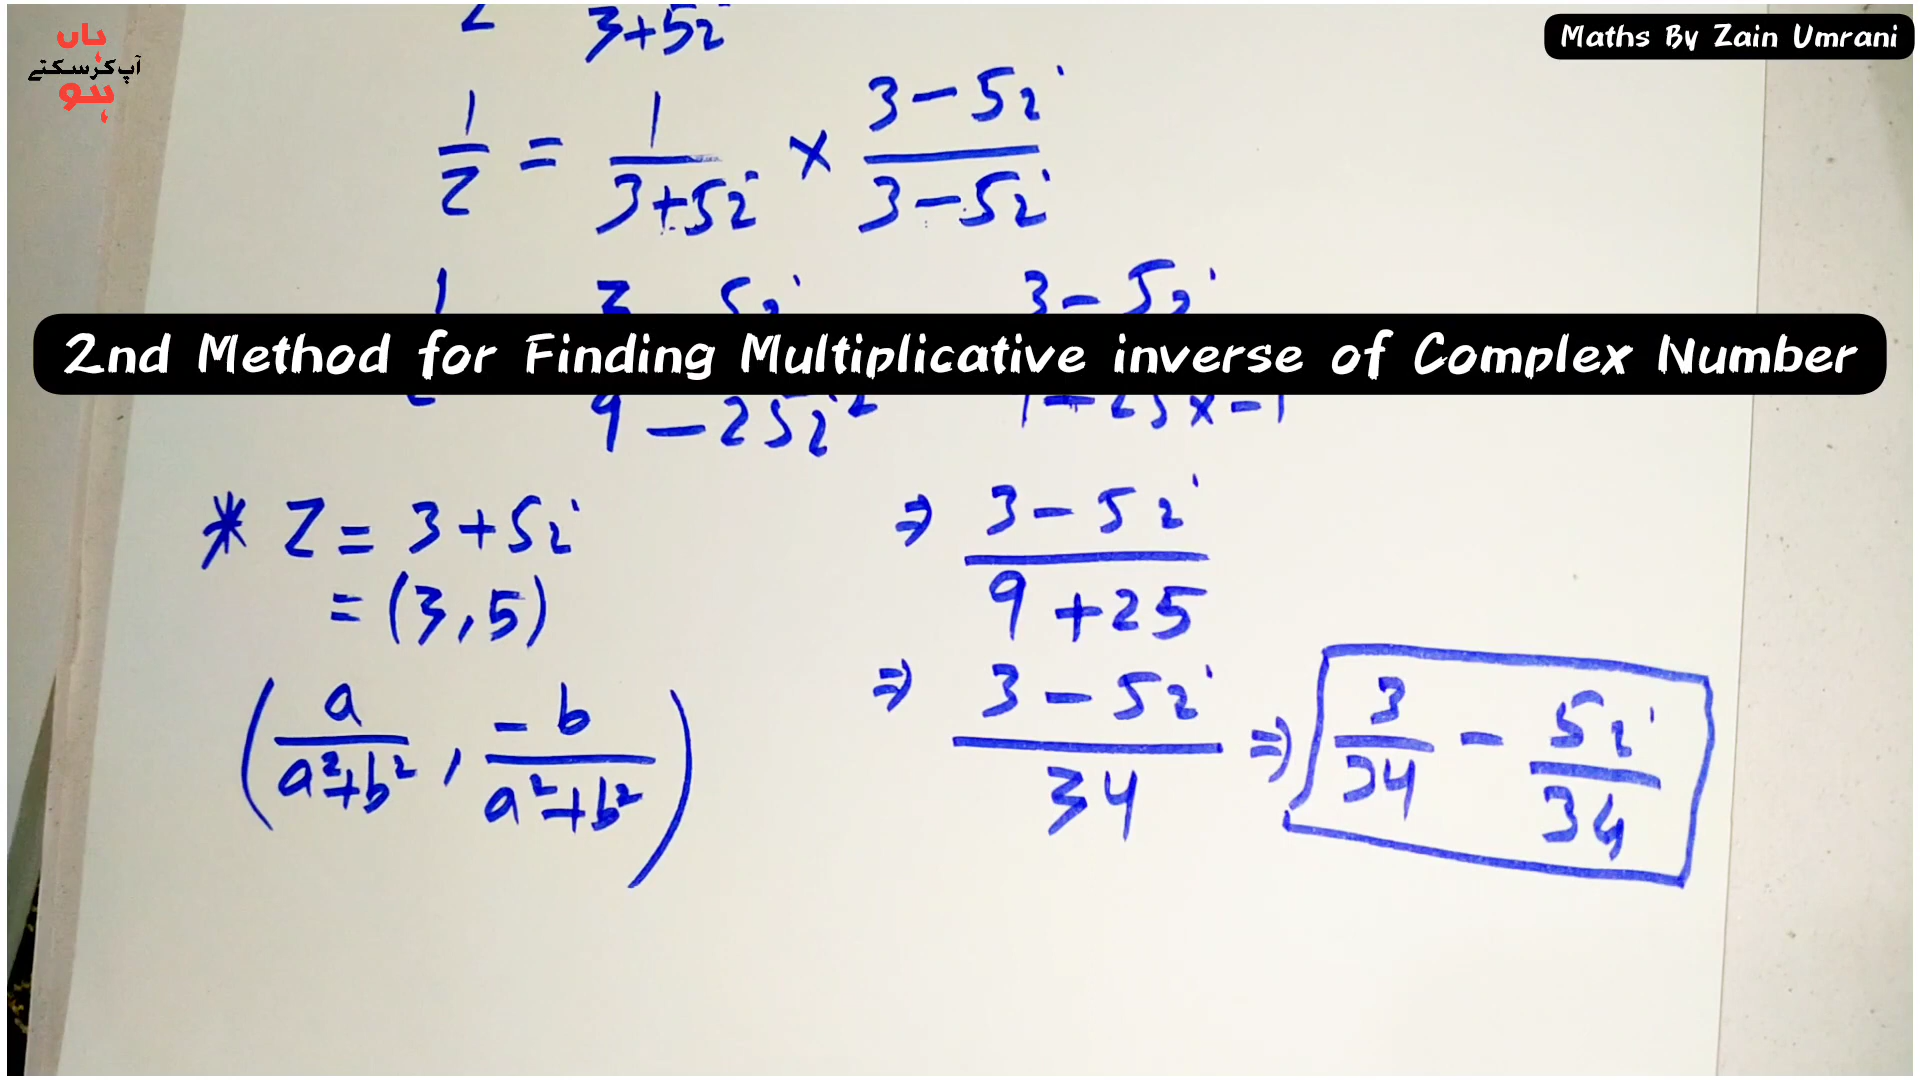 ہاں
آپ کر سکتے
ہو
Maths By Zain Umrani
3+5i
1/z = 1/(3+5i) × (3-5i)/(3-5i)
2nd Method for Finding Multiplicative inverse of Complex Number
9 - 25i²
* Z = 3+5i
= (3,5)
(a/(a²+b²), -b/(a²+b²))
⇒ (3-5i)/(9+25)
⇒ (3-5i)/34 ⇒ 3/34 - 5i/34